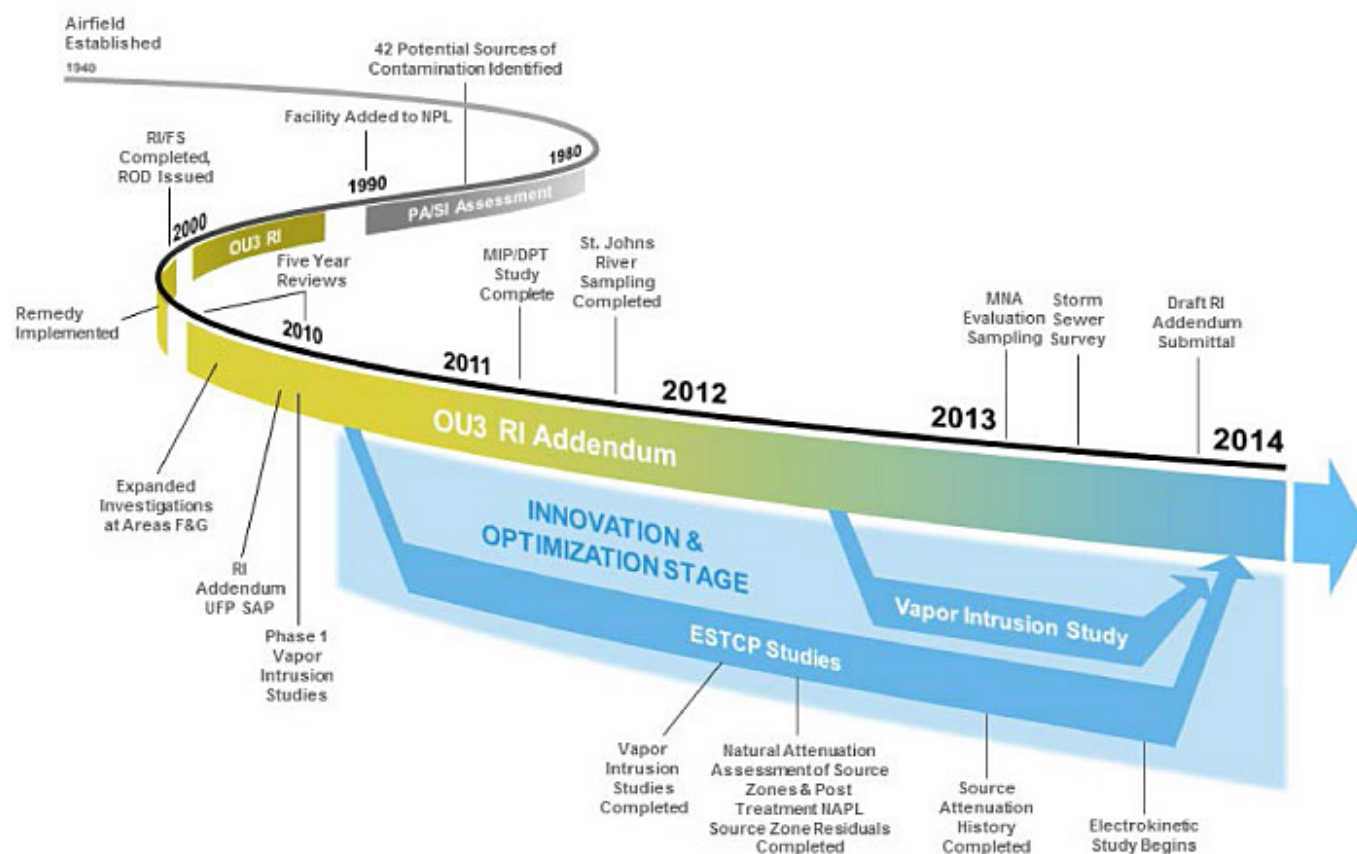 Airfield
Established
1940
42 Potential Sources of
Contamination Identified
Facility Added to NPL
RI/FS
Completed,
ROD Issued
1980
1990
PA/SI Assessment
2000
OU3 RI
Five Year
Reviews
Remedy
Implemented
2010
MIP/DPT
Study
Complete
St. Johns
River
Sampling
Completed
MNA
Evaluation
Sampling
Storm
Sewer
Survey
Draft RI
Addendum
Submittal
2011
2012
2013
2014
OU3 RI Addendum
Expanded
Investigations
at Areas F&G
RI
Addendum
UFP SAP
Phase 1
Vapor
Intrusion
Studies
INNOVATION &
OPTIMIZATION STAGE
Vapor Intrusion Study
ESTCP Studies
Vapor
Intrusion
Studies
Completed
Natural Attenuation
Assessment of Source
Zones & Post
Treatment NAPL
Source Zone Residuals
Completed
Source
Attenuation
History
Completed
Electrokinetic
Study Begins